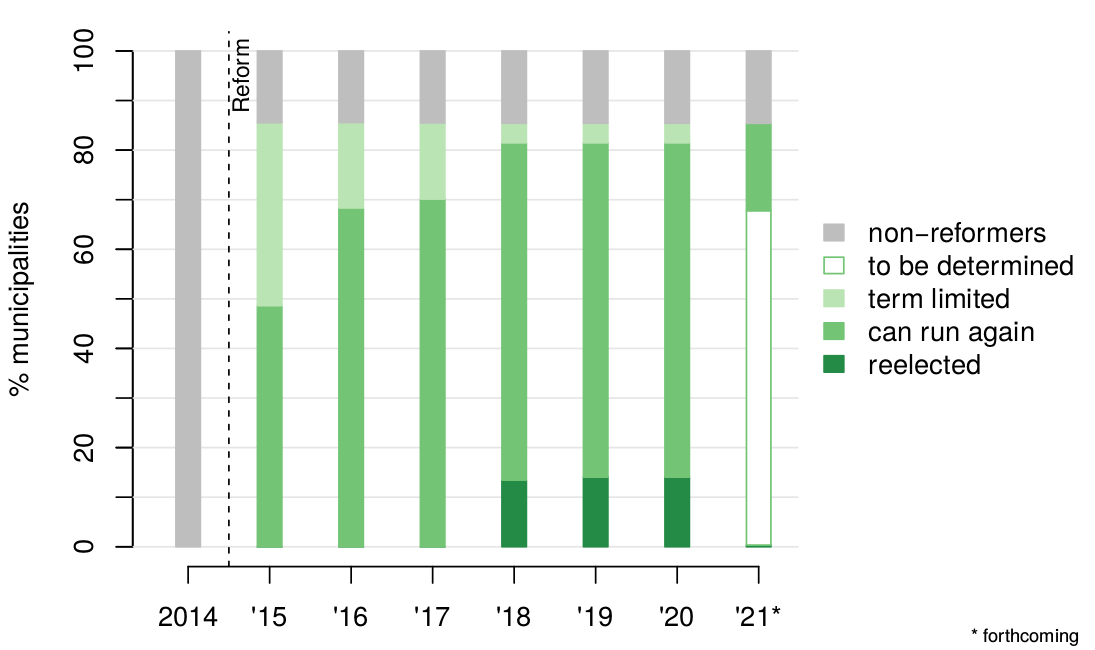 % municipalities
100
80
60
40
20
0
Reform
2014 '15 '16 '17 '18 '19 '20 '21*
non−reformers
to be determined
term limited
can run again
reelected
* forthcoming